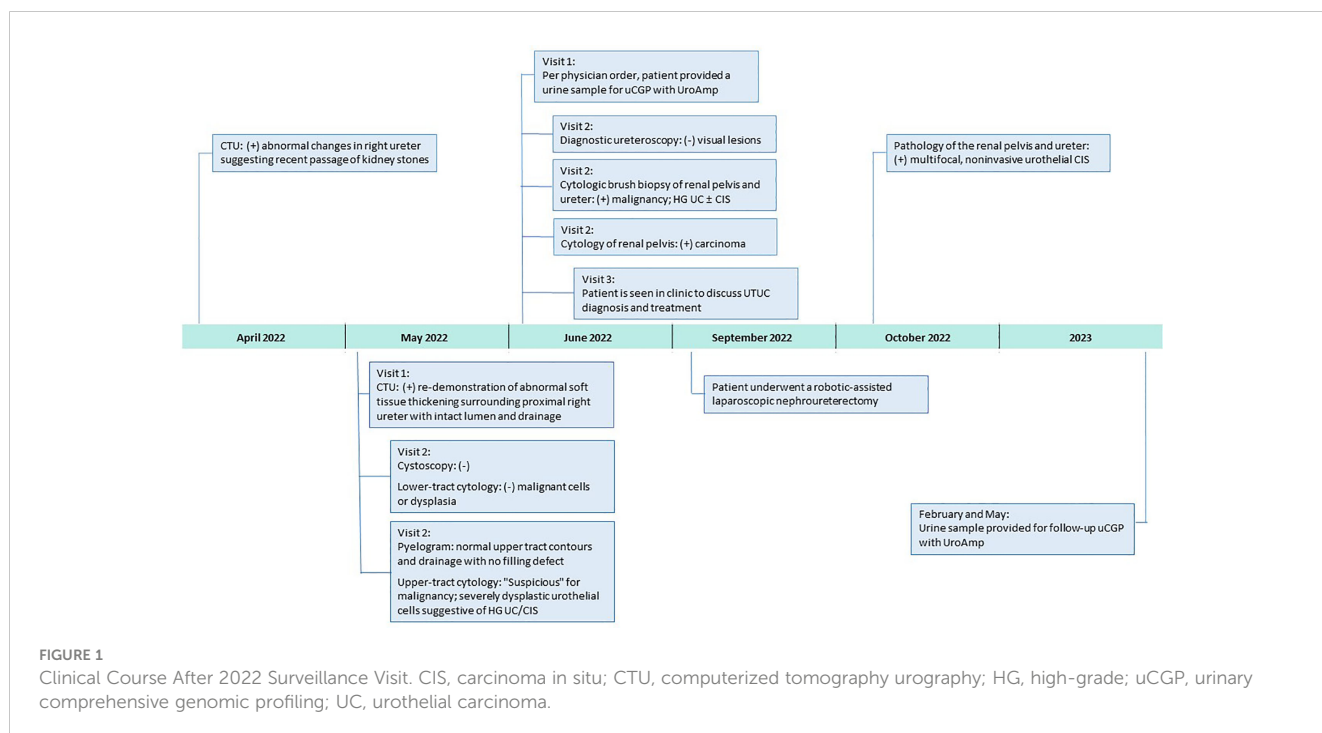 Visit 1:
Per physician order, patient provided a
urine sample for uCGP with UroAmp
CTU: (+) abnormal changes in right ureter
suggesting recent passage of kidney stones
Visit 2:
Diagnostic ureteroscopy: (-) visual lesions
Pathology of the renal pelvis and ureter:
(+) multifocal, noninvasive urothelial CIS
Visit 2:
Cytologic brush biopsy of renal pelvis and
ureter: (+) malignancy; HG UC ± CIS
Visit 2:
Cytology of renal pelvis: (+) carcinoma
Visit 3:
Patient is seen in clinic to discuss UTUC
diagnosis and treatment
April 2022
May 2022
June 2022
September 2022
October 2022
2023
Visit 1:
CTU: (+) re-demonstration of abnormal soft
tissue thickening surrounding proximal right
ureter with intact lumen and drainage
Patient underwent a robotic-assisted
laparoscopic nephroureterectomy
Visit 2:
Cystoscopy: (-)
Lower-tract cytology: (-) malignant cells
or dysplasia
Visit 2:
Pyelogram: normal upper tract contours
and drainage with no filling defect
Upper-tract cytology: "Suspicious" for
malignancy; severely dysplastic urothelial
cells suggestive of HG UC/CIS
February and May:
Urine sample provided for follow-up uCGP
with UroAmp
FIGURE 1
Clinical Course After 2022 Surveillance Visit. CIS, carcinoma in situ; CTU, computerized tomography urography; HG, high-grade; uCGP, urinary
comprehensive genomic profiling; UC, urothelial carcinoma.